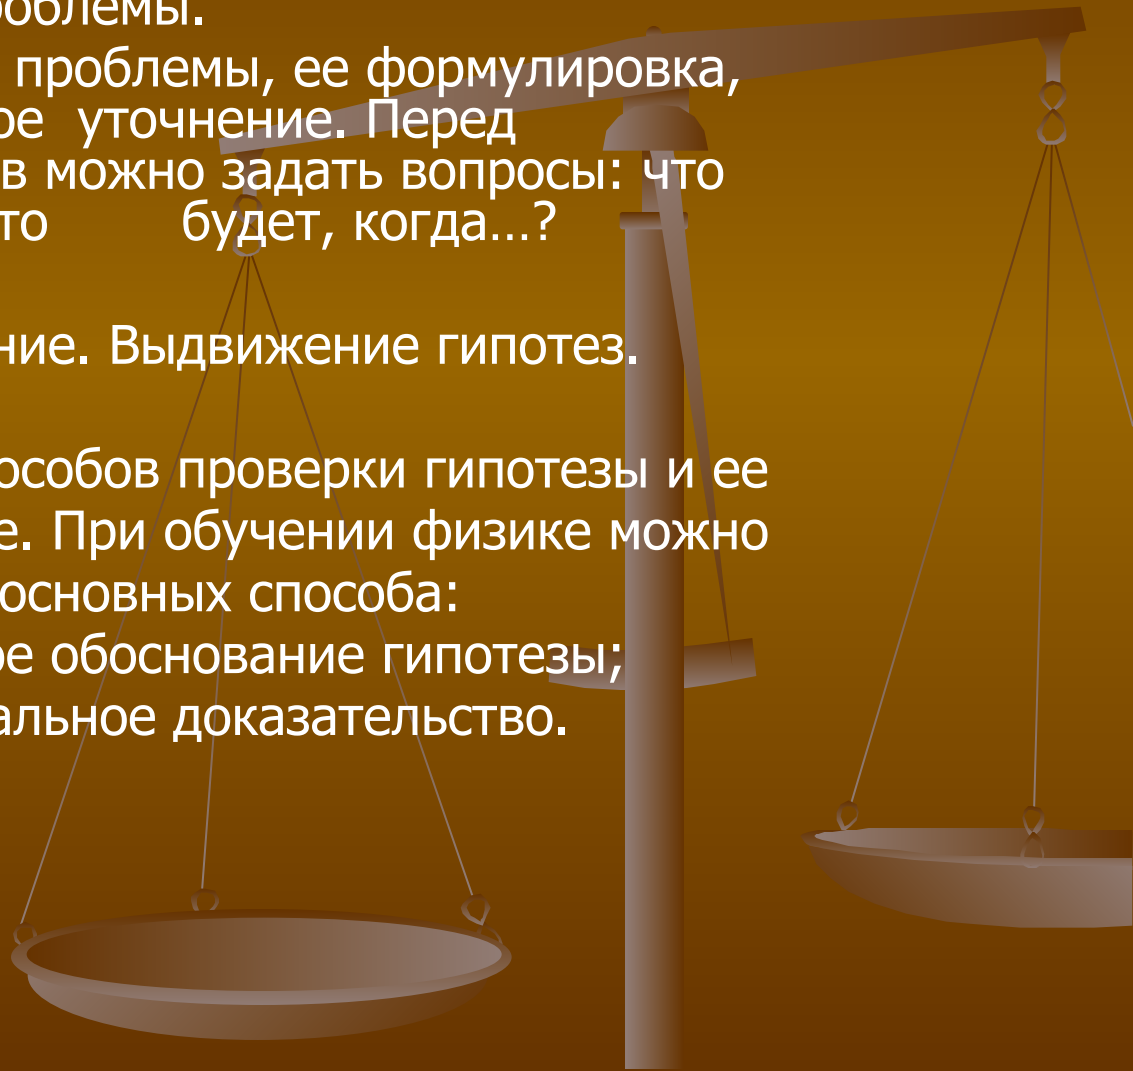 роблемы.
проблемы, ее формулировка,
ое уточнение. Перед
в можно задать вопросы: что
то будет, когда…?
ние. Выдвижение гипотез.
особов проверки гипотезы и ее
е. При обучении физике можно
основных способа:
ое обоснование гипотезы;
альное доказательство.